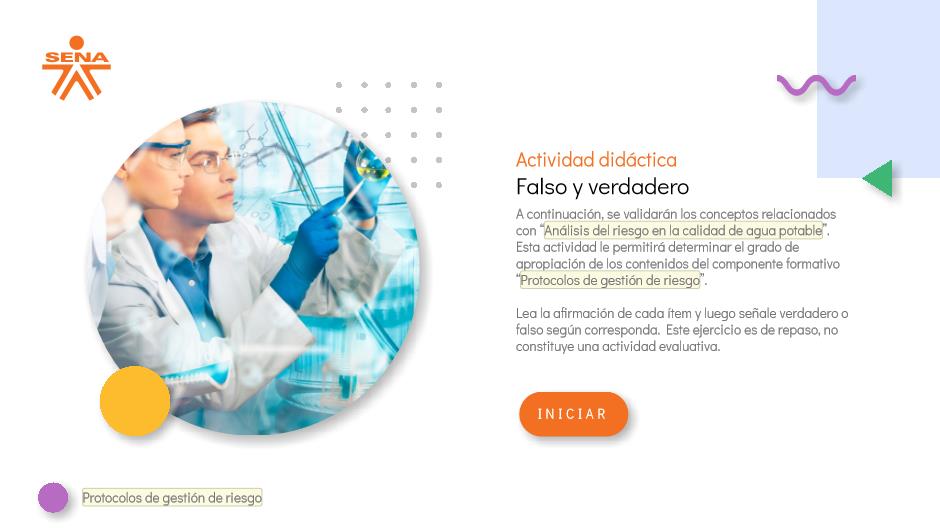 SENA
Actividad didáctica
Falso y verdadero
A continuación, se validarán los conceptos relacionados
con “Análisis del riesgo en la calidad de agua potable”.
Esta actividad le permitirá determinar el grado de
apropiación de los contenidos del componente formativo
“Protocolos de gestión de riesgo”.
Lea la afirmación de cada ítem y luego señale verdadero o
falso según corresponda. Este ejercicio es de repaso, no
constituye una actividad evaluativa.
INICIAR
Protocolos de gestión de riesgo